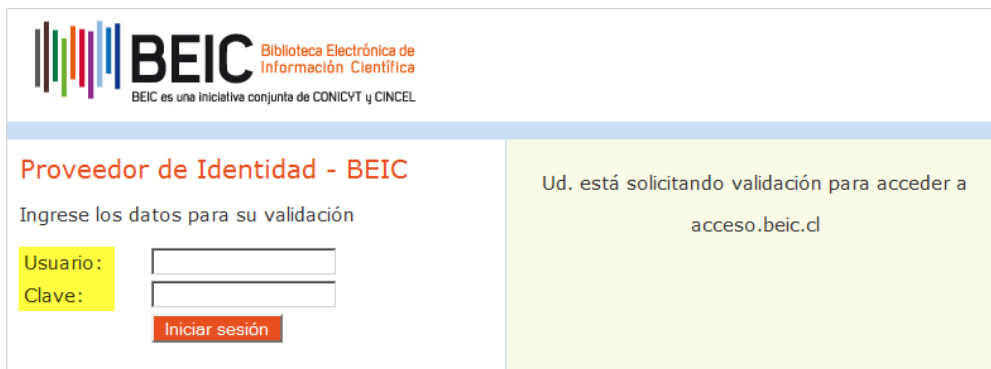 BEIC
Biblioteca Electrónica de
Información Científica
BEIC es una iniciativa conjunta de CONICYT y CINCEL
Proveedor de Identidad - BEIC
Ingrese los datos para su validación
Usuario:
Clave:
Iniciar sesión
Ud. está solicitando validación para acceder a
acceso.beic.cl